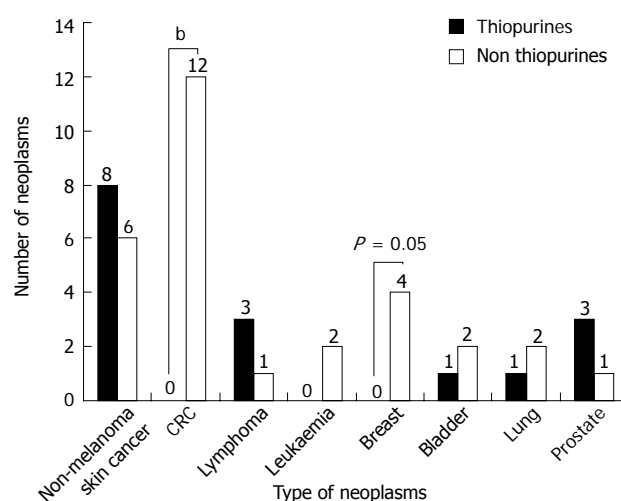 14
12
10
8
6
4
2
0
Number of neoplasms
Thiopurines
Non thiopurines
b
8
6
0
12
3
1
0
2
P = 0.05
0
4
1
2
1
2
3
1
Non-melanoma
skin cancer
CRC
Lymphoma
Leukaemia
Breast
Bladder
Lung
Prostate
Type of neoplasms